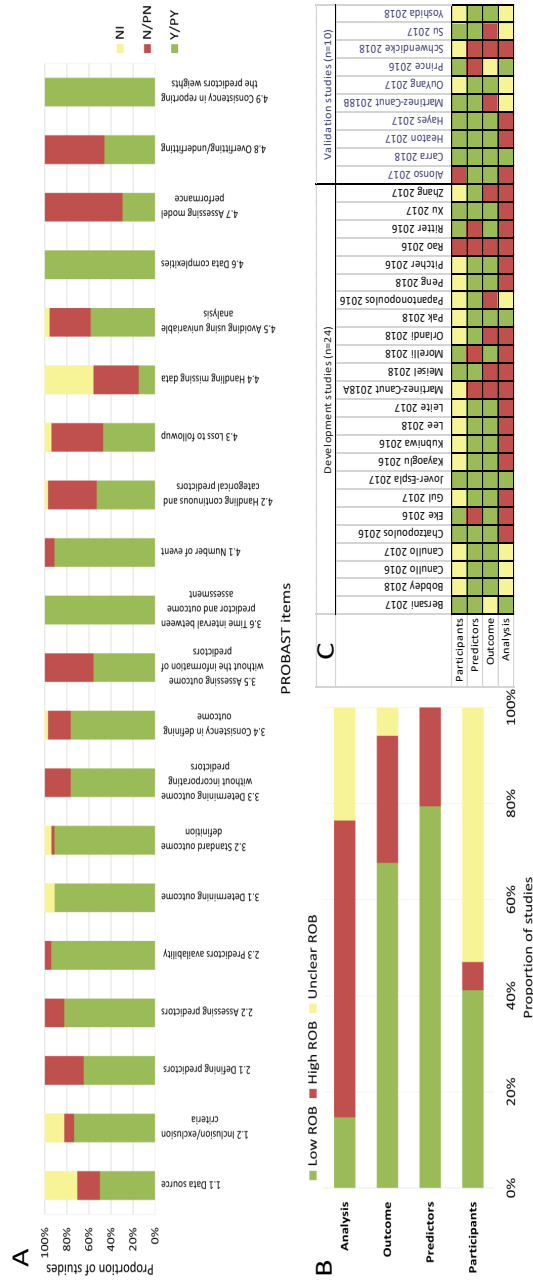 A
Proportion of studies
100%
80%
60%
40%
20%
0%
1.1 Data source
1.2 Inclusion/exclusion
criteria
2.1 Defining predictors
2.2 Assessing predictors
2.3 Predictors availability
3.1 Determing outcome
3.2 Standard outcome
definition
3.3 Outcome determining
without incorporating
predictors
3.4 Consistency in defining
outcome
3.5 Assessing outcome
without the information of
predictors
3.6 Time Interval between
predictor and outcome
assessment
4.1 Number of event
4.2 Handling continuous and
categorical predictors
4.3 Loss to followup
4.4 Handling missing data
4.5 Avoiding using univariable
analysis
4.6 Data complexities
4.7 Assessing model
performance
4.8 Overfitting/underfitting
4.9 Consistency in reporting
the predictors weights
NI
N/PN
Y/PY
PROBAST items
B
Low ROB
High ROB
Unclear ROB
Analysis
Outcome
Predictors
Participants
0%
20%
40%
60%
80%
100%
Proportion of studies
C
Development studies (n=24)
Validation studies (n=10)
Bersani 2017
Bobdey 2018
Canullo 2016
Canullo 2017
Chatzopoulos 2016
Eke 2016
Gul 2017
Jover-Espla 2017
Kayaoglu 2016
Kubniwa 2016
Lee 2018
Leite 2017
Martinez-Canut 2018A
Meisel 2018
Morelli 2018
Orlandi 2018
Pak 2018
Papantonopoulos 2016
Peng 2018
Pitcher 2016
Rao 2016
Ritter 2016
Xu 2017
Zhang 2017
Alonso 2017
Carra 2018
Heaton 2017
Hayes 2017
Martinez-Canut 2018B
OuYang 2017
Prince 2016
Schwendicke 2018
Su 2017
Yoshida 2018
Participants
Predictors
Outcome
Analysis